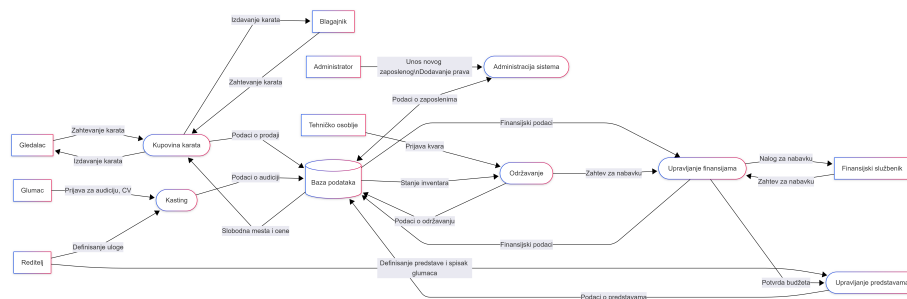 Izdavanje karata
Blagajnik
Zahtevanje karata
Administrator
Unos novog
zaposlenog\nDodavanje prava
Administracija sistema
Podaci o zaposlenima
Tehničko osoblje
Finansijski podaci
Gledalac
Zahtevanje karata
Izdavanje karata
Kupovina karata
Podaci o prodaji
Prijava kvara
Glumac
Prijava za audiciju, CV
Kasting
Podaci o audiciji
Baza podataka
Stanje inventara
Održavanje
Zahtev za nabavku
Upravljanje finansijama
Nalog za nabavku
Zahtev za nabavku
Finansijski službenik
Podaci o održavanju
Slobodna mesta i cene
Finansijski podaci
Reditelj
Definisanje uloge
Definisanje predstave i spisak
glumaca
Potvrda budžeta
Upravljanje predstavama
Podaci o predstavama